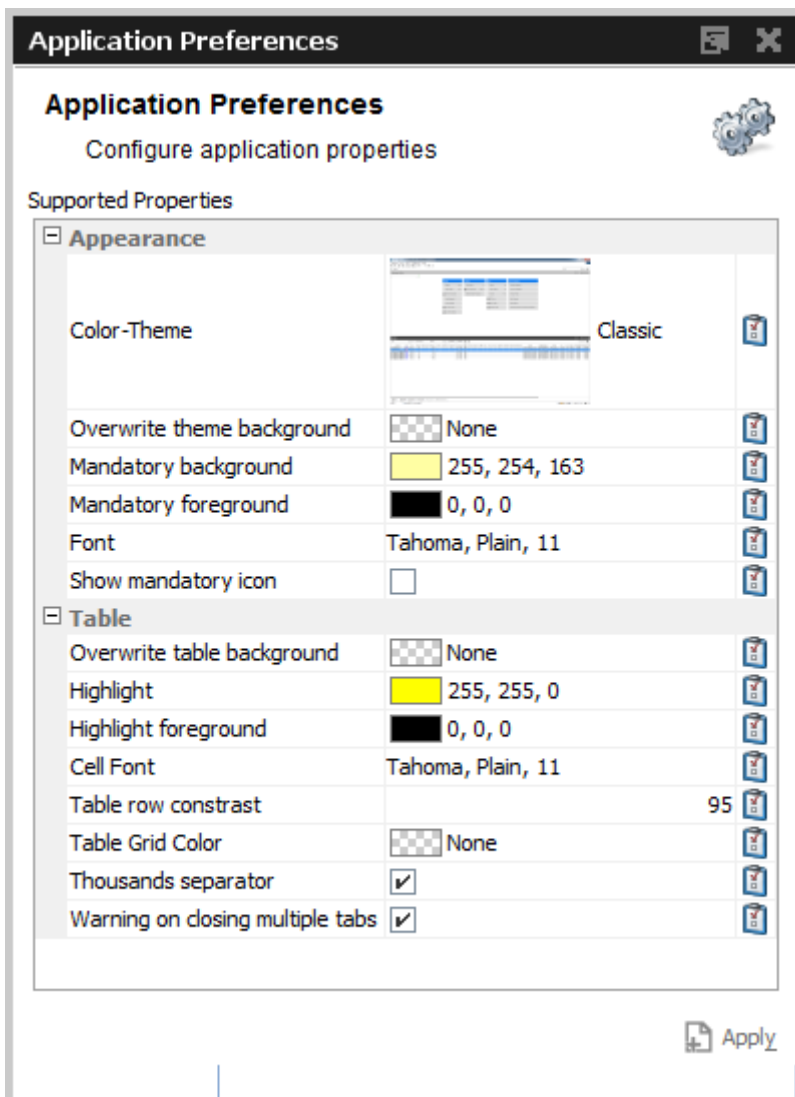 Application Preferences
Application Preferences
Configure application properties
Supported Properties
Appearance
Color-Theme Classic
Overwrite theme background None
Mandatory background 255, 254, 163
Mandatory foreground 0, 0, 0
Font Tahoma, Plain, 11
Show mandatory icon
Table
Overwrite table background None
Highlight 255, 255, 0
Highlight foreground 0, 0, 0
Cell Font Tahoma, Plain, 11
Table row constrast 95
Table Grid Color None
Thousands separator
Warning on closing multiple tabs
Apply